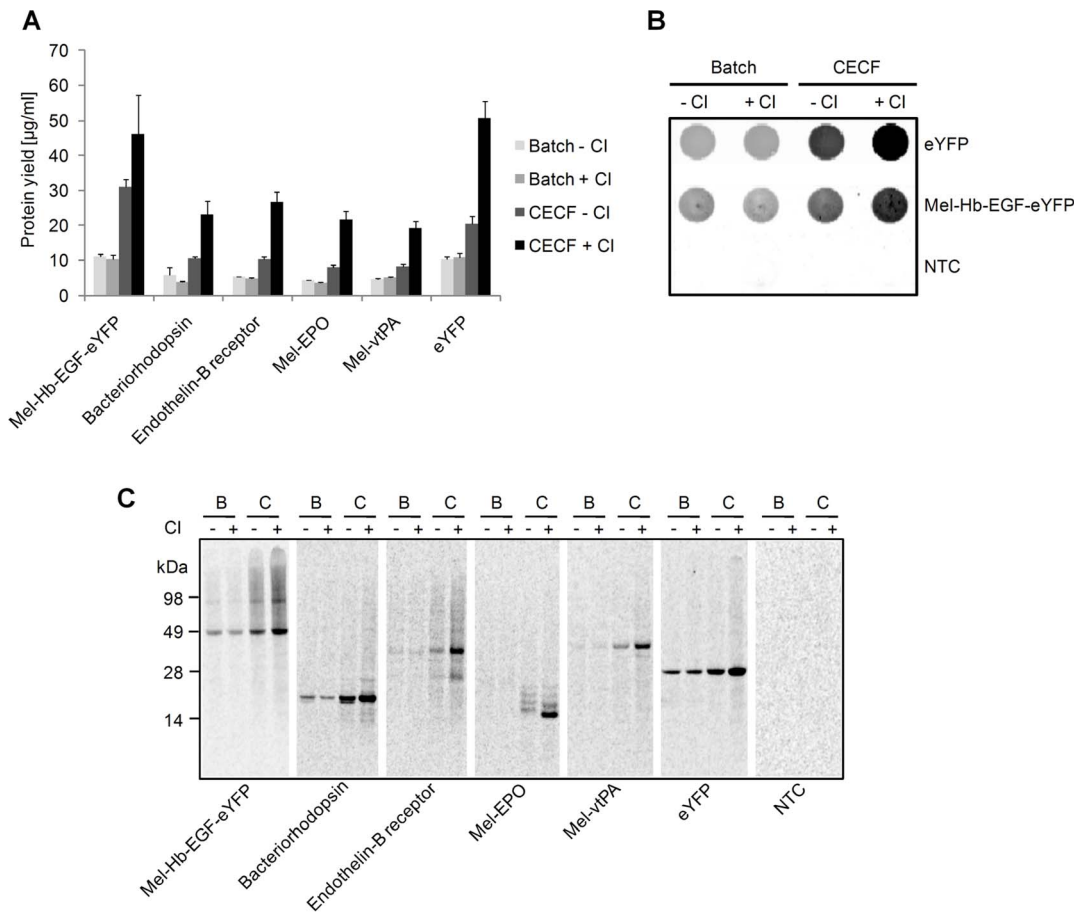 A
70
60
50
40
30
20
10
0
Protein yield [µg/ml]
Mel-Hb-EGF-eYFP
Bacteriorhodopsin
Endothelin-B receptor
Mel-EPO
Mel-vtPA
eYFP
Batch - CI
Batch + CI
CECF - CI
CECF + CI
B
Batch CECF
- CI + CI - CI + CI
eYFP
Mel-Hb-EGF-eYFP
NTC
C
B C B C B C B C B C B C B C
CI - + - + - + - + - + - + - + - + - + - + - + - + - + - +
kDa
98
49
28
14
Mel-Hb-EGF-eYFP
Bacteriorhodopsin
Endothelin-B receptor
Mel-EPO
Mel-vtPA
eYFP
NTC